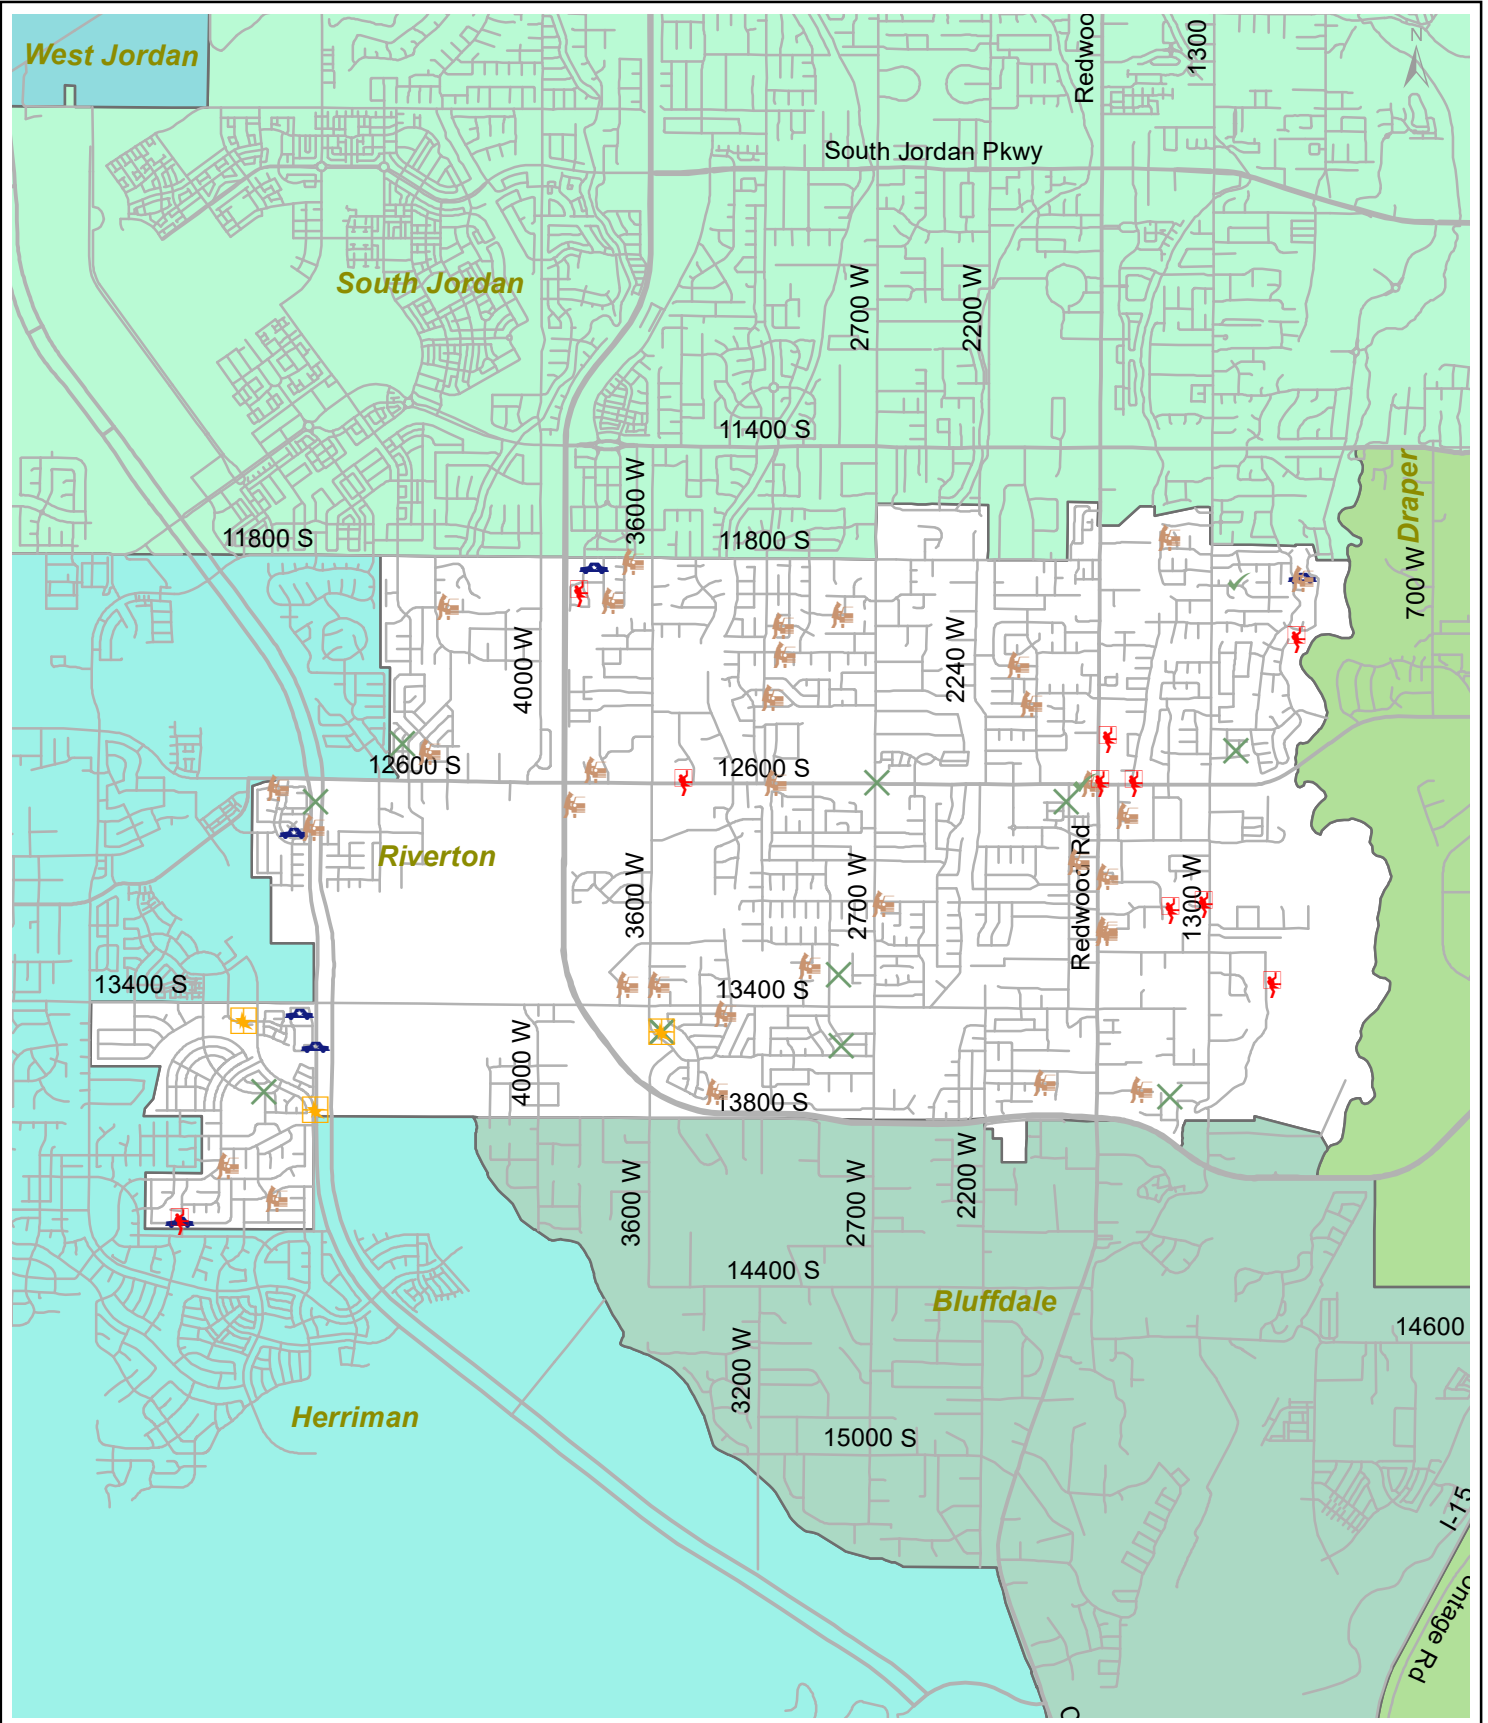 West Jordan
Redwoo
1300
N
South Jordan Pkwy
South Jordan
2700 W
2200 W
11400 S
3600 W
Draper
11800 S
11800 S
700 W
4000 W
2240 W
12600 S
12600 S
Riverton
3600 W
2700 W
Redwood Rd
1300 W
13400 S
13400 S
4000 W
13800 S
3600 W
2700 W
2200 W
14400 S
Bluffdale
14600
3200 W
Herriman
15000 S
I-15
ontage Rd